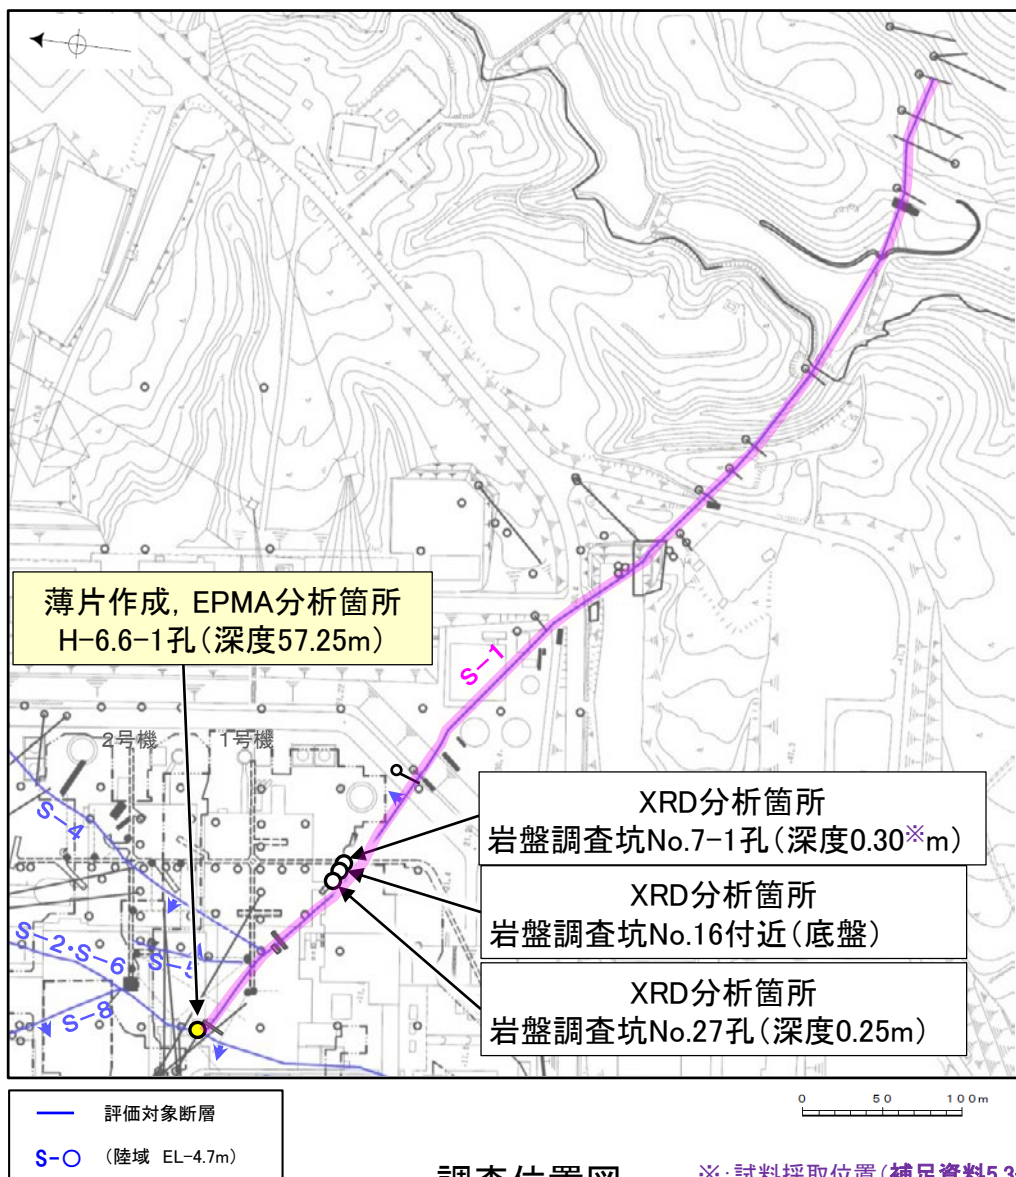 薄片作成, EPMA分析箇所
H-6.6-1孔(深度57.25m)
S-1
2号機
1号機
S-4
XRD分析箇所
岩盤調査坑No.7-1孔(深度0.30※m)
XRD分析箇所
岩盤調査坑No.16付近(底盤)
S-2・S-6
S-5
XRD分析箇所
岩盤調査坑No.27孔(深度0.25m)
S-8
0 50 100m
評価対象断層
S-○ (陸域 EL-4.7m)
調査位置図
※:試料採取位置(補足資料5.3-